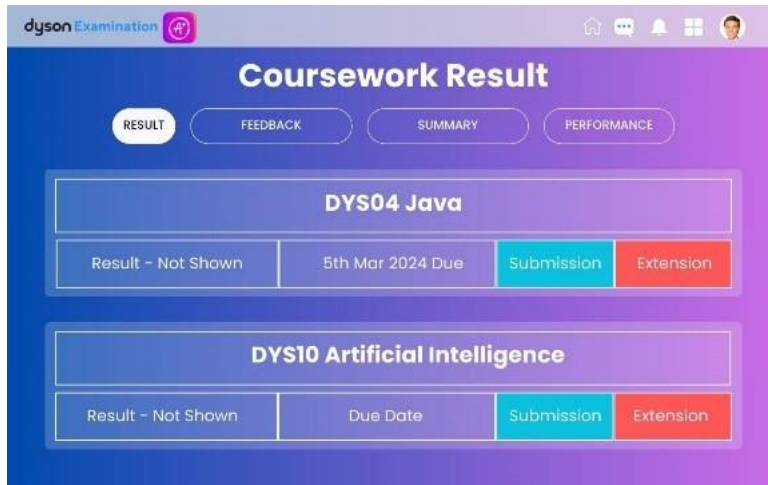 dyson Examination A+
Coursework Result
RESULT FEEDBACK SUMMARY PERFORMANCE
DYS04 Java
Result - Not Shown 5th Mar 2024 Due Submission Extension
DYS10 Artificial Intelligence
Result - Not Shown Due Date Submission Extension